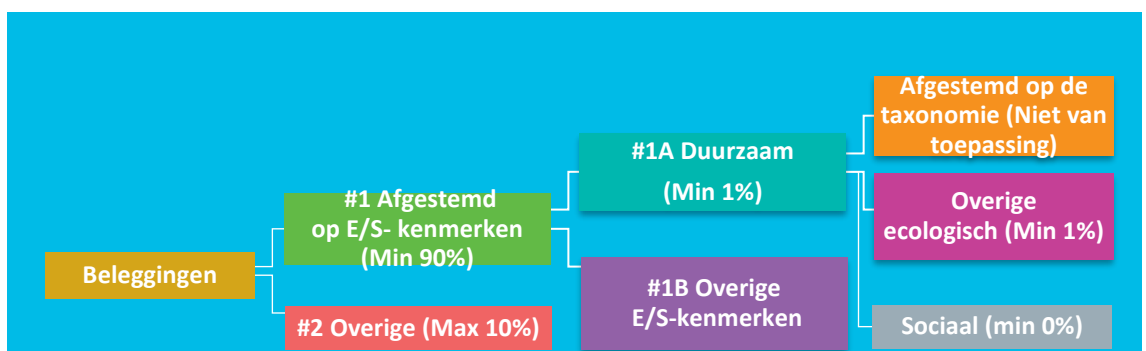 Beleggingen
#1 Afgestemd
op E/S- kenmerken
(Min 90%)
#2 Overige (Max 10%)
#1A Duurzaam
(Min 1%)
#1B Overige
E/S-kenmerken
Afgestemd op de
taxonomie (Niet van
toepassing)
Overige
ecologisch (Min 1%)
Sociaal (min 0%)